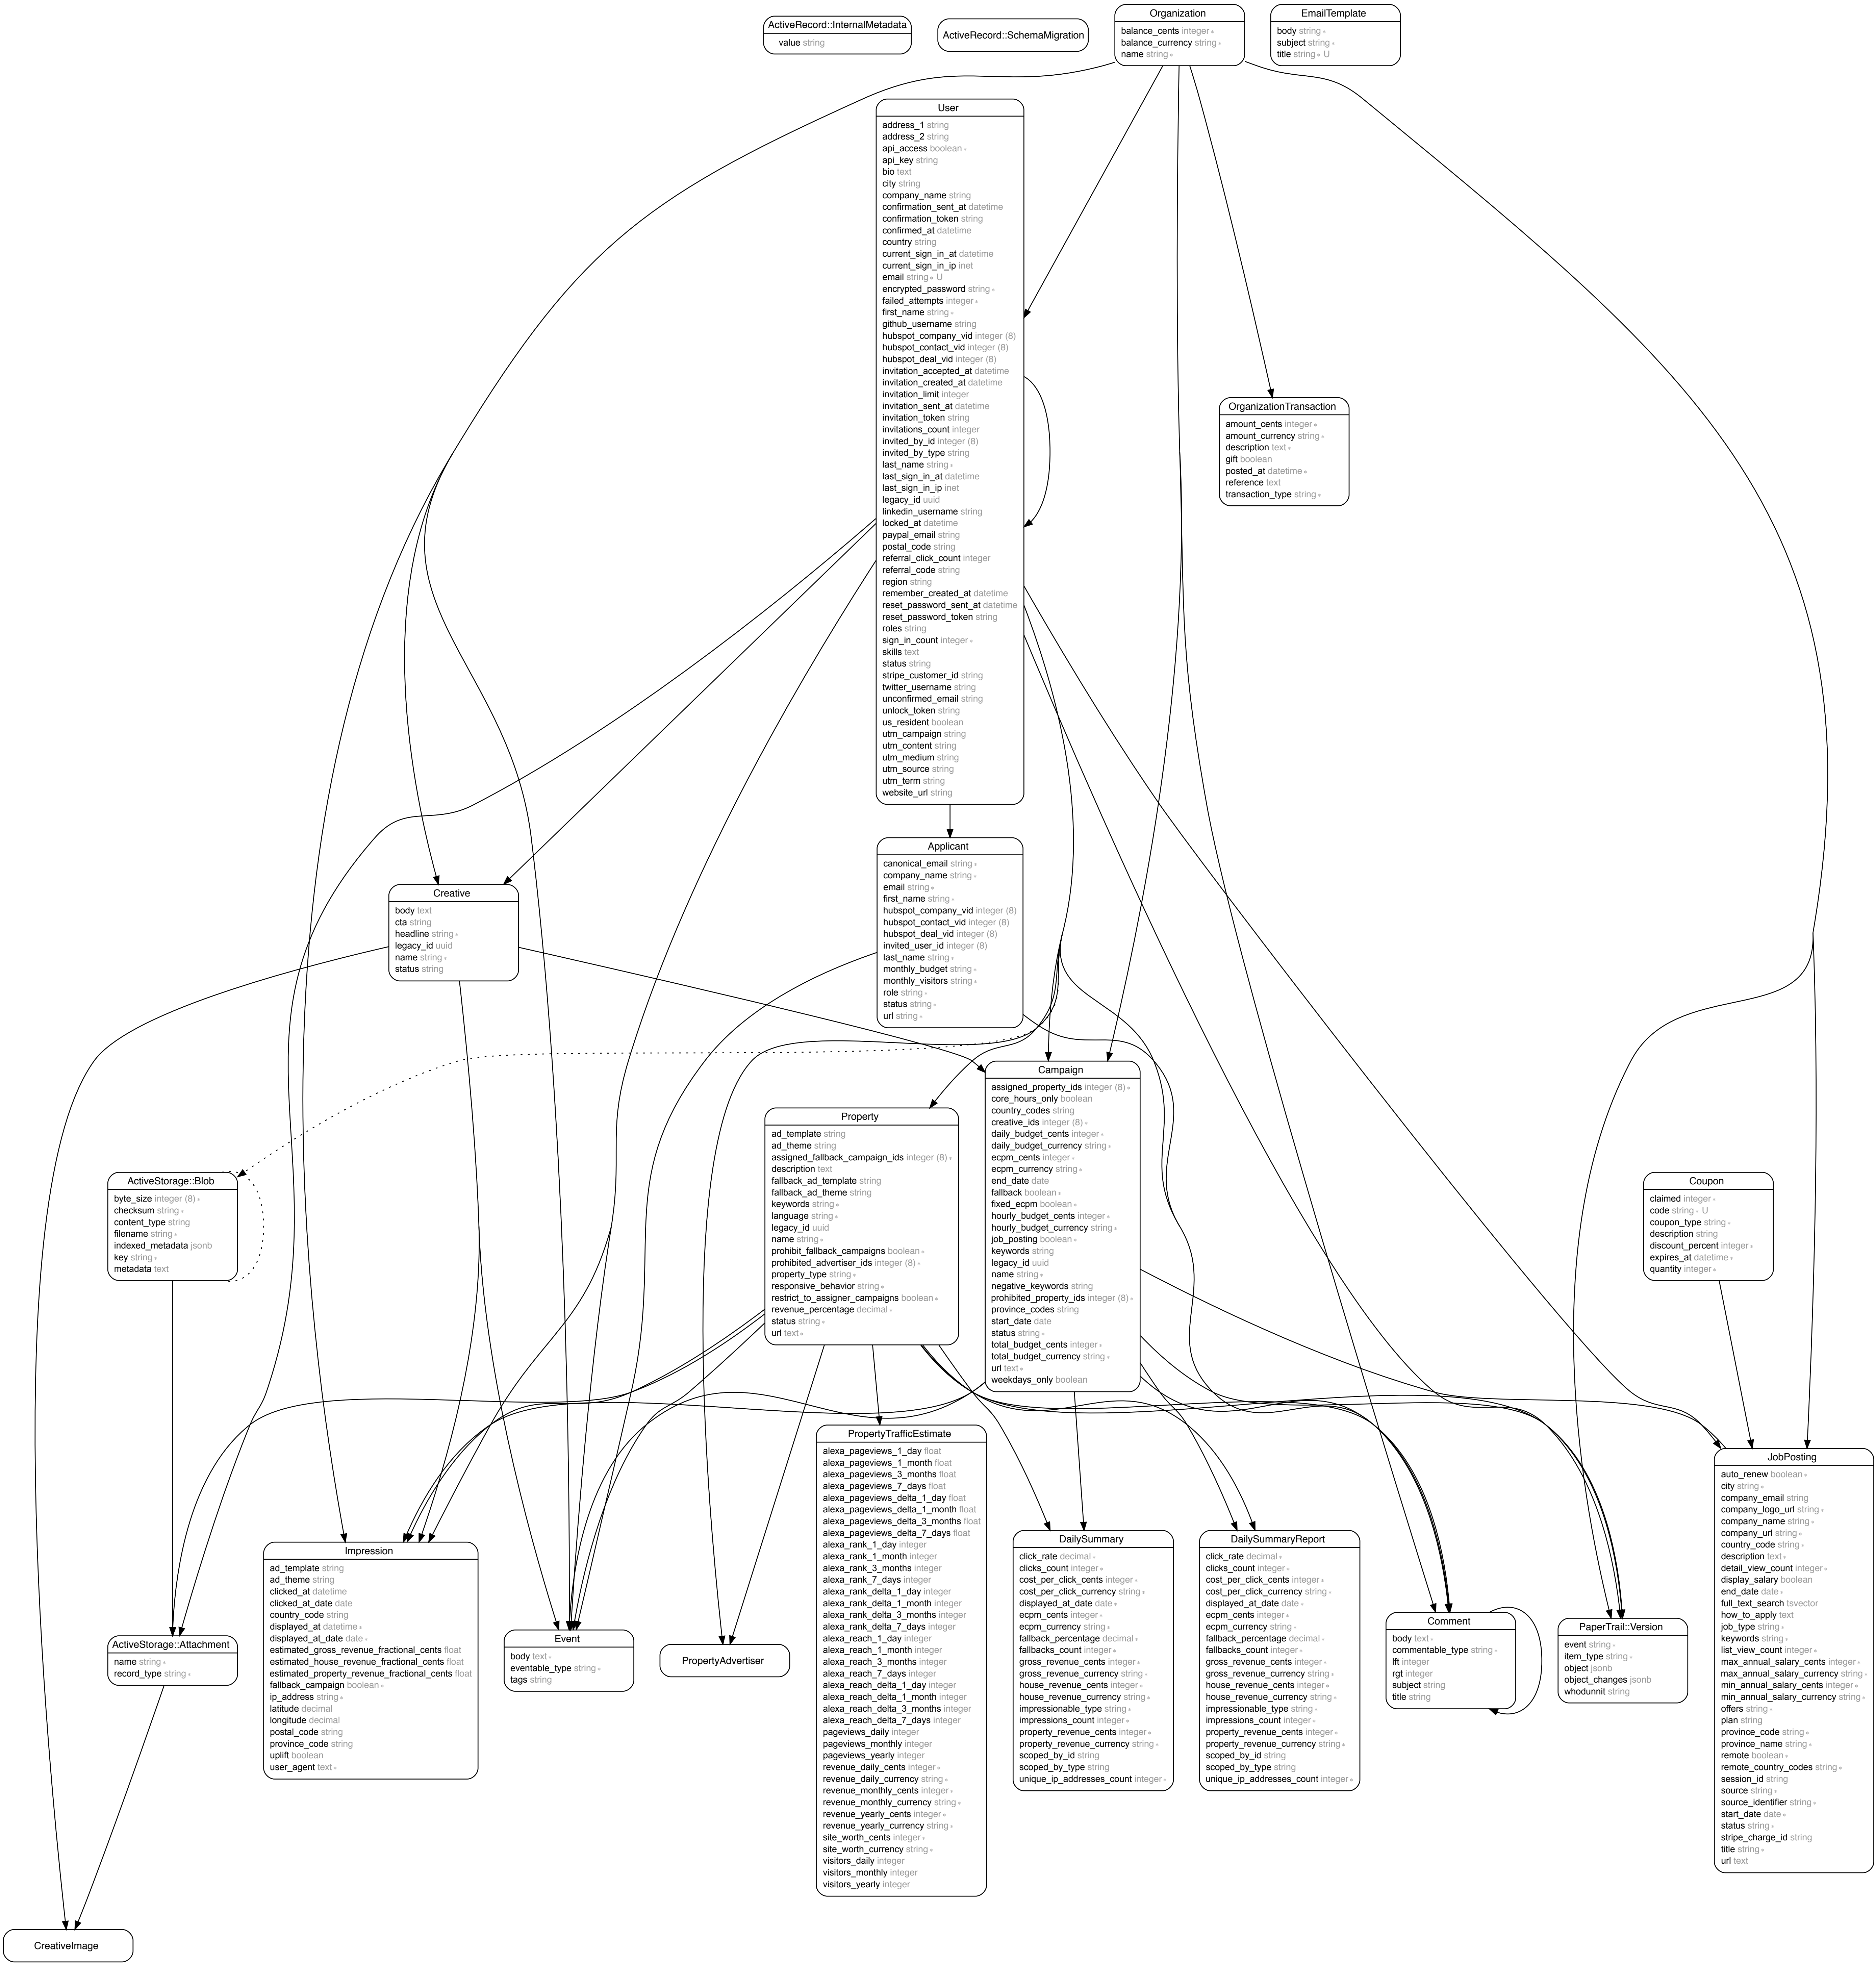 ActiveRecord::InternalMetadata
value string
ActiveRecord::SchemaMigration
Organization
balance_cents integer ∗
balance_currency string ∗
name string ∗
EmailTemplate
body string ∗
subject string ∗
title string ∗ U
User
address_1 string
address_2 string
api_access boolean ∗
api_key string
bio text
city string
company_name string
confirmation_sent_at datetime
confirmation_token string
confirmed_at datetime
country string
current_sign_in_at datetime
current_sign_in_ip inet
email string ∗ U
encrypted_password string ∗
failed_attempts integer ∗
first_name string ∗
github_username string
hubspot_company_vid integer (8)
hubspot_contact_vid integer (8)
hubspot_deal_vid integer (8)
invitation_accepted_at datetime
invitation_created_at datetime
invitation_limit integer
invitation_sent_at datetime
invitation_token string
invitations_count integer
invited_by_id integer (8)
invited_by_type string
last_name string ∗
last_sign_in_at datetime
last_sign_in_ip inet
legacy_id uuid
linkedin_username string
locked_at datetime
paypal_email string
postal_code string
referral_click_count integer
referral_code string
region string
remember_created_at datetime
reset_password_sent_at datetime
reset_password_token string
roles string
sign_in_count integer ∗
skills text
status string
stripe_customer_id string
twitter_username string
unconfirmed_email string
unlock_token string
us_resident boolean
utm_campaign string
utm_content string
utm_medium string
utm_source string
utm_term string
website_url string
OrganizationTransaction
amount_cents integer ∗
amount_currency string ∗
description text ∗
gift boolean
posted_at datetime ∗
reference text
transaction_type string ∗
Applicant
canonical_email string ∗
company_name string ∗
email string ∗
first_name string ∗
hubspot_company_vid integer (8)
hubspot_contact_vid integer (8)
hubspot_deal_vid integer (8)
invited_user_id integer (8)
last_name string ∗
monthly_budget string ∗
monthly_visitors string ∗
role string ∗
status string ∗
url string ∗
Creative
body text
cta string
headline string ∗
legacy_id uuid
name string ∗
status string
Campaign
assigned_property_ids integer (8) ∗
core_hours_only boolean
country_codes string
creative_ids integer (8) ∗
daily_budget_cents integer ∗
daily_budget_currency string ∗
ecpm_cents integer ∗
ecpm_currency string ∗
end_date date
fallback boolean ∗
fixed_ecpm boolean ∗
hourly_budget_cents integer ∗
hourly_budget_currency string ∗
job_posting boolean ∗
keywords string
legacy_id uuid
name string ∗
negative_keywords string
prohibited_property_ids integer (8) ∗
province_codes string
start_date date
status string ∗
total_budget_cents integer ∗
total_budget_currency string ∗
url text ∗
weekdays_only boolean
Property
ad_template string
ad_theme string
assigned_fallback_campaign_ids integer (8) ∗
description text
fallback_ad_template string
fallback_ad_theme string
keywords string ∗
language string ∗
legacy_id uuid
name string ∗
prohibit_fallback_campaigns boolean ∗
prohibited_advertiser_ids integer (8) ∗
property_type string ∗
responsive_behavior string ∗
restrict_to_assigner_campaigns boolean ∗
revenue_percentage decimal ∗
status string ∗
url text ∗
ActiveStorage::Blob
byte_size integer (8) ∗
checksum string ∗
content_type string
filename string ∗
indexed_metadata jsonb
key string ∗
metadata text
Coupon
claimed integer ∗
code string ∗ U
coupon_type string ∗
description string
discount_percent integer ∗
expires_at datetime ∗
quantity integer ∗
PropertyTrafficEstimate
alexa_pageviews_1_day float
alexa_pageviews_1_month float
alexa_pageviews_3_months float
alexa_pageviews_7_days float
alexa_pageviews_delta_1_day float
alexa_pageviews_delta_1_month float
alexa_pageviews_delta_3_months float
alexa_pageviews_delta_7_days float
alexa_rank_1_day integer
alexa_rank_1_month integer
alexa_rank_3_months integer
alexa_rank_7_days integer
alexa_rank_delta_1_day integer
alexa_rank_delta_1_month integer
alexa_rank_delta_3_months integer
alexa_rank_delta_7_days integer
alexa_reach_1_day integer
alexa_reach_1_month integer
alexa_reach_3_months integer
alexa_reach_7_days integer
alexa_reach_delta_1_day integer
alexa_reach_delta_1_month integer
alexa_reach_delta_3_months integer
alexa_reach_delta_7_days integer
pageviews_daily integer
pageviews_monthly integer
pageviews_yearly integer
revenue_daily_cents integer ∗
revenue_daily_currency string ∗
revenue_monthly_cents integer ∗
revenue_monthly_currency string ∗
revenue_yearly_cents integer ∗
revenue_yearly_currency string ∗
site_worth_cents integer ∗
site_worth_currency string ∗
visitors_daily integer
visitors_monthly integer
visitors_yearly integer
JobPosting
auto_renew boolean ∗
city string ∗
company_email string
company_logo_url string ∗
company_name string ∗
company_url string ∗
country_code string ∗
description text ∗
detail_view_count integer ∗
display_salary boolean
end_date date ∗
full_text_search tsvector
how_to_apply text
job_type string ∗
keywords string ∗
list_view_count integer ∗
max_annual_salary_cents integer ∗
max_annual_salary_currency string ∗
min_annual_salary_cents integer ∗
min_annual_salary_currency string ∗
offers string ∗
plan string
province_code string ∗
province_name string ∗
remote boolean ∗
remote_country_codes string ∗
session_id string
source string ∗
source_identifier string ∗
start_date date ∗
status string ∗
stripe_charge_id string
title string ∗
url text
Impression
ad_template string
ad_theme string
clicked_at datetime
clicked_at_date date
country_code string
displayed_at datetime ∗
displayed_at_date date ∗
estimated_gross_revenue_fractional_cents float
estimated_house_revenue_fractional_cents float
estimated_property_revenue_fractional_cents float
fallback_campaign boolean ∗
ip_address string ∗
latitude decimal
longitude decimal
postal_code string
province_code string
uplift boolean
user_agent text ∗
DailySummary
click_rate decimal ∗
clicks_count integer ∗
cost_per_click_cents integer ∗
cost_per_click_currency string ∗
displayed_at_date date ∗
ecpm_cents integer ∗
ecpm_currency string ∗
fallback_percentage decimal ∗
fallbacks_count integer ∗
gross_revenue_cents integer ∗
gross_revenue_currency string ∗
house_revenue_cents integer ∗
house_revenue_currency string ∗
impressionable_type string ∗
impressions_count integer ∗
property_revenue_cents integer ∗
property_revenue_currency string ∗
scoped_by_id string
scoped_by_type string
unique_ip_addresses_count integer ∗
DailySummaryReport
click_rate decimal ∗
clicks_count integer ∗
cost_per_click_cents integer ∗
cost_per_click_currency string ∗
displayed_at_date date ∗
ecpm_cents integer ∗
ecpm_currency string ∗
fallback_percentage decimal ∗
fallbacks_count integer ∗
gross_revenue_cents integer ∗
gross_revenue_currency string ∗
house_revenue_cents integer ∗
house_revenue_currency string ∗
impressionable_type string ∗
impressions_count integer ∗
property_revenue_cents integer ∗
property_revenue_currency string ∗
scoped_by_id string
scoped_by_type string
unique_ip_addresses_count integer ∗
Comment
body text ∗
commentable_type string ∗
lft integer
rgt integer
subject string
title string
PaperTrail::Version
event string ∗
item_type string ∗
object jsonb
object_changes jsonb
whodunnit string
ActiveStorage::Attachment
name string ∗
record_type string ∗
Event
body text ∗
eventable_type string ∗
tags string
PropertyAdvertiser
CreativeImage